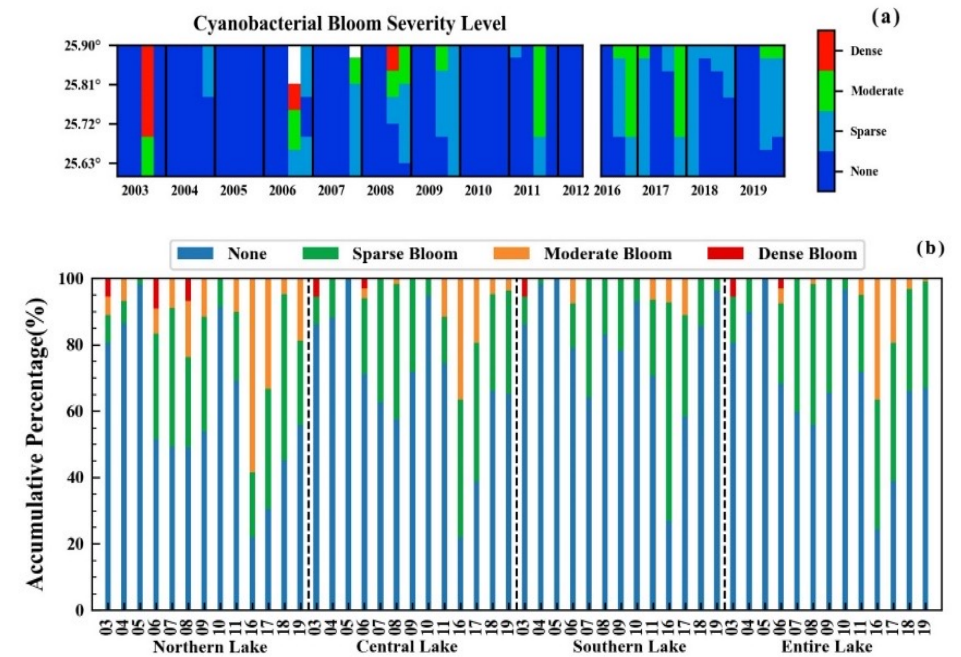 Cyanobacterial Bloom Severity Level
(a)
25.90°
25.81°
25.72°
25.63°
2003 2004 2005 2006 2007 2008 2009 2010 2011 2012 2016 2017 2018 2019
Dense
Moderate
Sparse
None
(b)
None Sparse Bloom Moderate Bloom Dense Bloom
Accumulative Percentage(%)
100
80
60
40
20
0
03 04 05 06 07 08 09 10 11 16 17 18 19 03 04 05 06 07 08 09 10 11 16 17 18 19 03 04 05 06 07 08 09 10 11 16 17 18 19 03 04 05 06 07 08 09 10 11 16 17 18 19
Northern Lake Central Lake Southern Lake Entire Lake